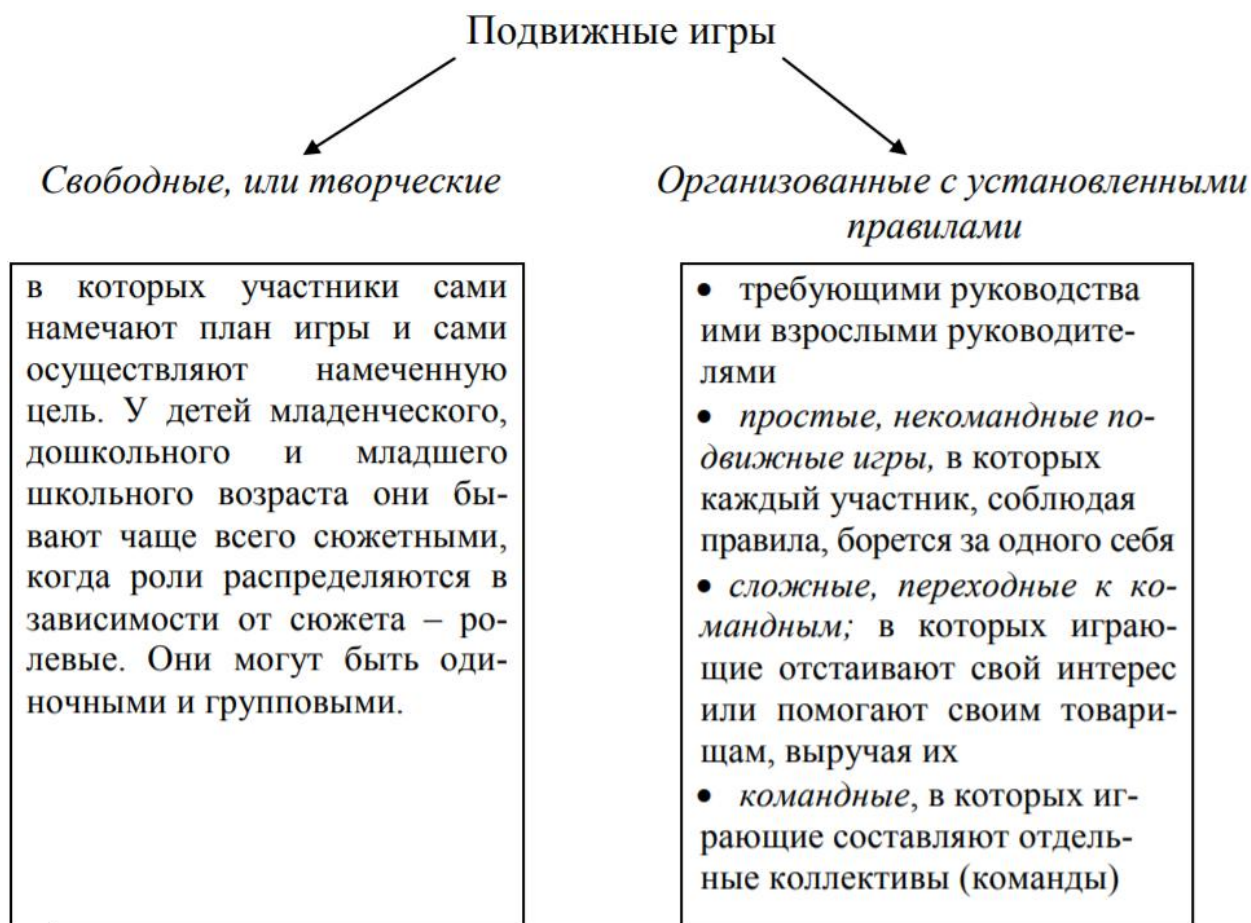 Подвижные игры
Свободные, или творческие
Организованные с установленными
правилами
в которых участники сами
намечают план игры и сами
осуществляют намеченную
цель. У детей младенческого,
дошкольного и младшего
школьного возраста они бы-
вают чаще всего сюжетными,
когда роли распределяются в
зависимости от сюжета – ро-
левые. Они могут быть оди-
ночными и групповыми.
• требующими руководства
ими взрослыми руководите-
лями
• простые, некомандные по-
движные игры, в которых
каждый участник, соблюдая
правила, борется за одного себя
• сложные, переходные к ко-
мандным; в которых играю-
щие отстаивают свой интерес
или помогают своим товари-
щам, выручая их
• командные, в которых иг-
рающие составляют отдель-
ные коллективы (команды)